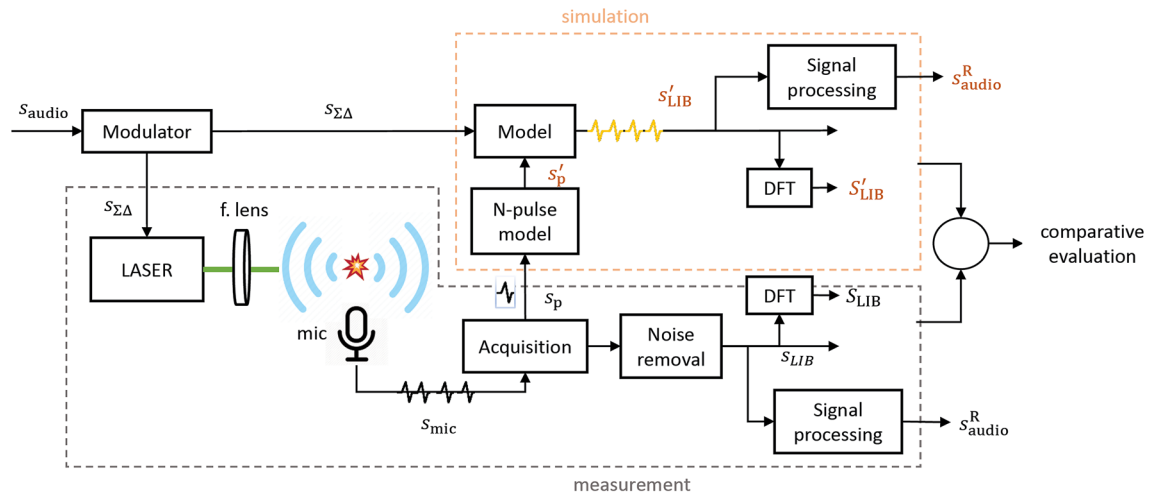 simulation
Signal
processing
s^R_audio
s_audio
Modulator
s_ΣΔ
Model
s′_LIB
s′_p
DFT
S′_LIB
s_ΣΔ
f. lens
N-pulse
model
LASER
comparative
evaluation
mic
s_p
DFT
S_LIB
Acquisition
Noise
removal
s_LIB
s_mic
Signal
processing
s^R_audio
measurement